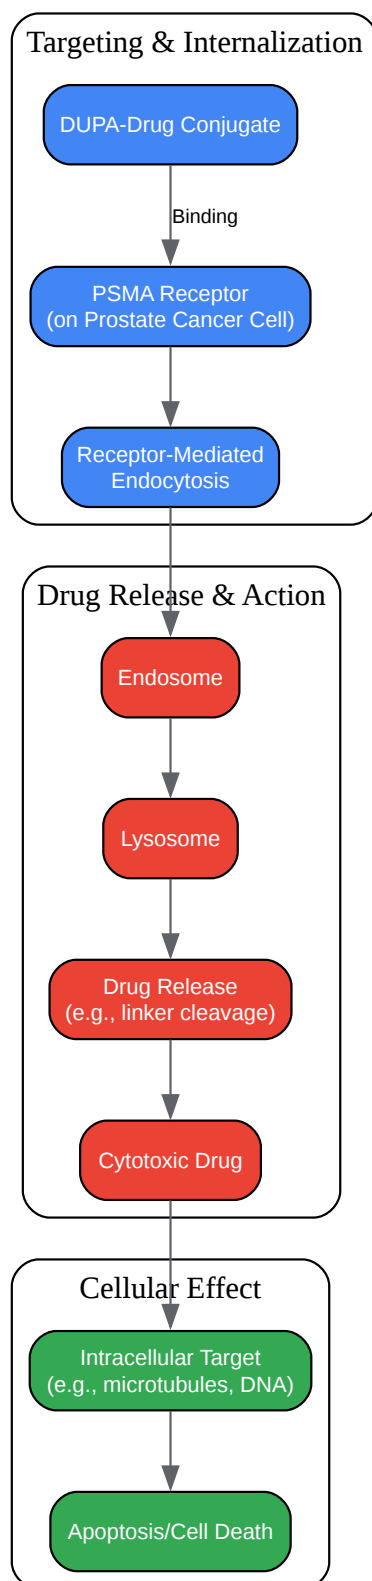 Targeting & Internalization
DUPA-Drug Conjugate
Binding
PSMA Receptor
(on Prostate Cancer Cell)
Receptor-Mediated
Endocytosis
Drug Release & Action
Endosome
Lysosome
Drug Release
(e.g., linker cleavage)
Cytotoxic Drug
Cellular Effect
Intracellular Target
(e.g., microtubules, DNA)
Apoptosis/Cell Death